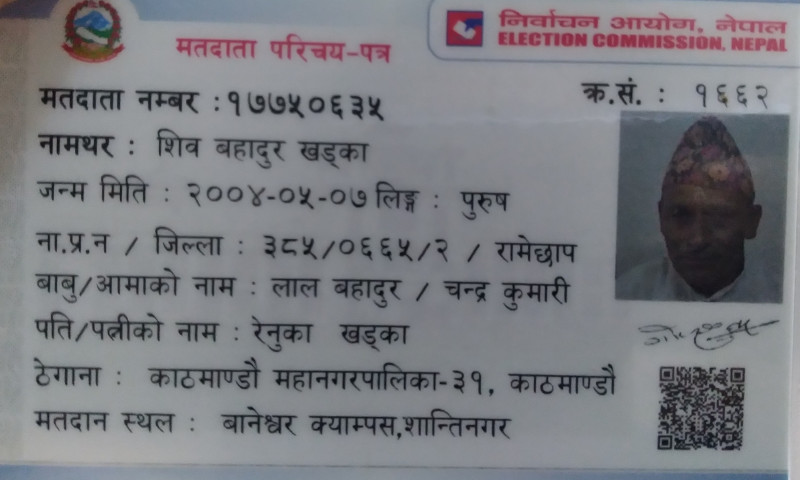 निर्वाचन आयोग, नेपाल
ELECTION COMMISSION, NEPAL
मतदाता परिचय-पत्र
मतदाता नम्बर : १७७५०६३५ क्र.सं. : १६६२
नामथर : शिव बहादुर खड्का
जन्म मिति : २००४-०५-०७ लिङ्ग : पुरुष
ना.प्र.न / जिल्ला : ३८५/०६६५/२ / रामेछाप
बाबु/आमाको नाम : लाल बहादुर / चन्द्र कुमारी
पति/पत्नीको नाम : रेनुका खड्का
ठेगाना : काठमाण्डौ महानगरपालिका-३१, काठमाण्डौ
मतदान स्थल : बानेश्वर क्याम्पस,शान्तिनगर